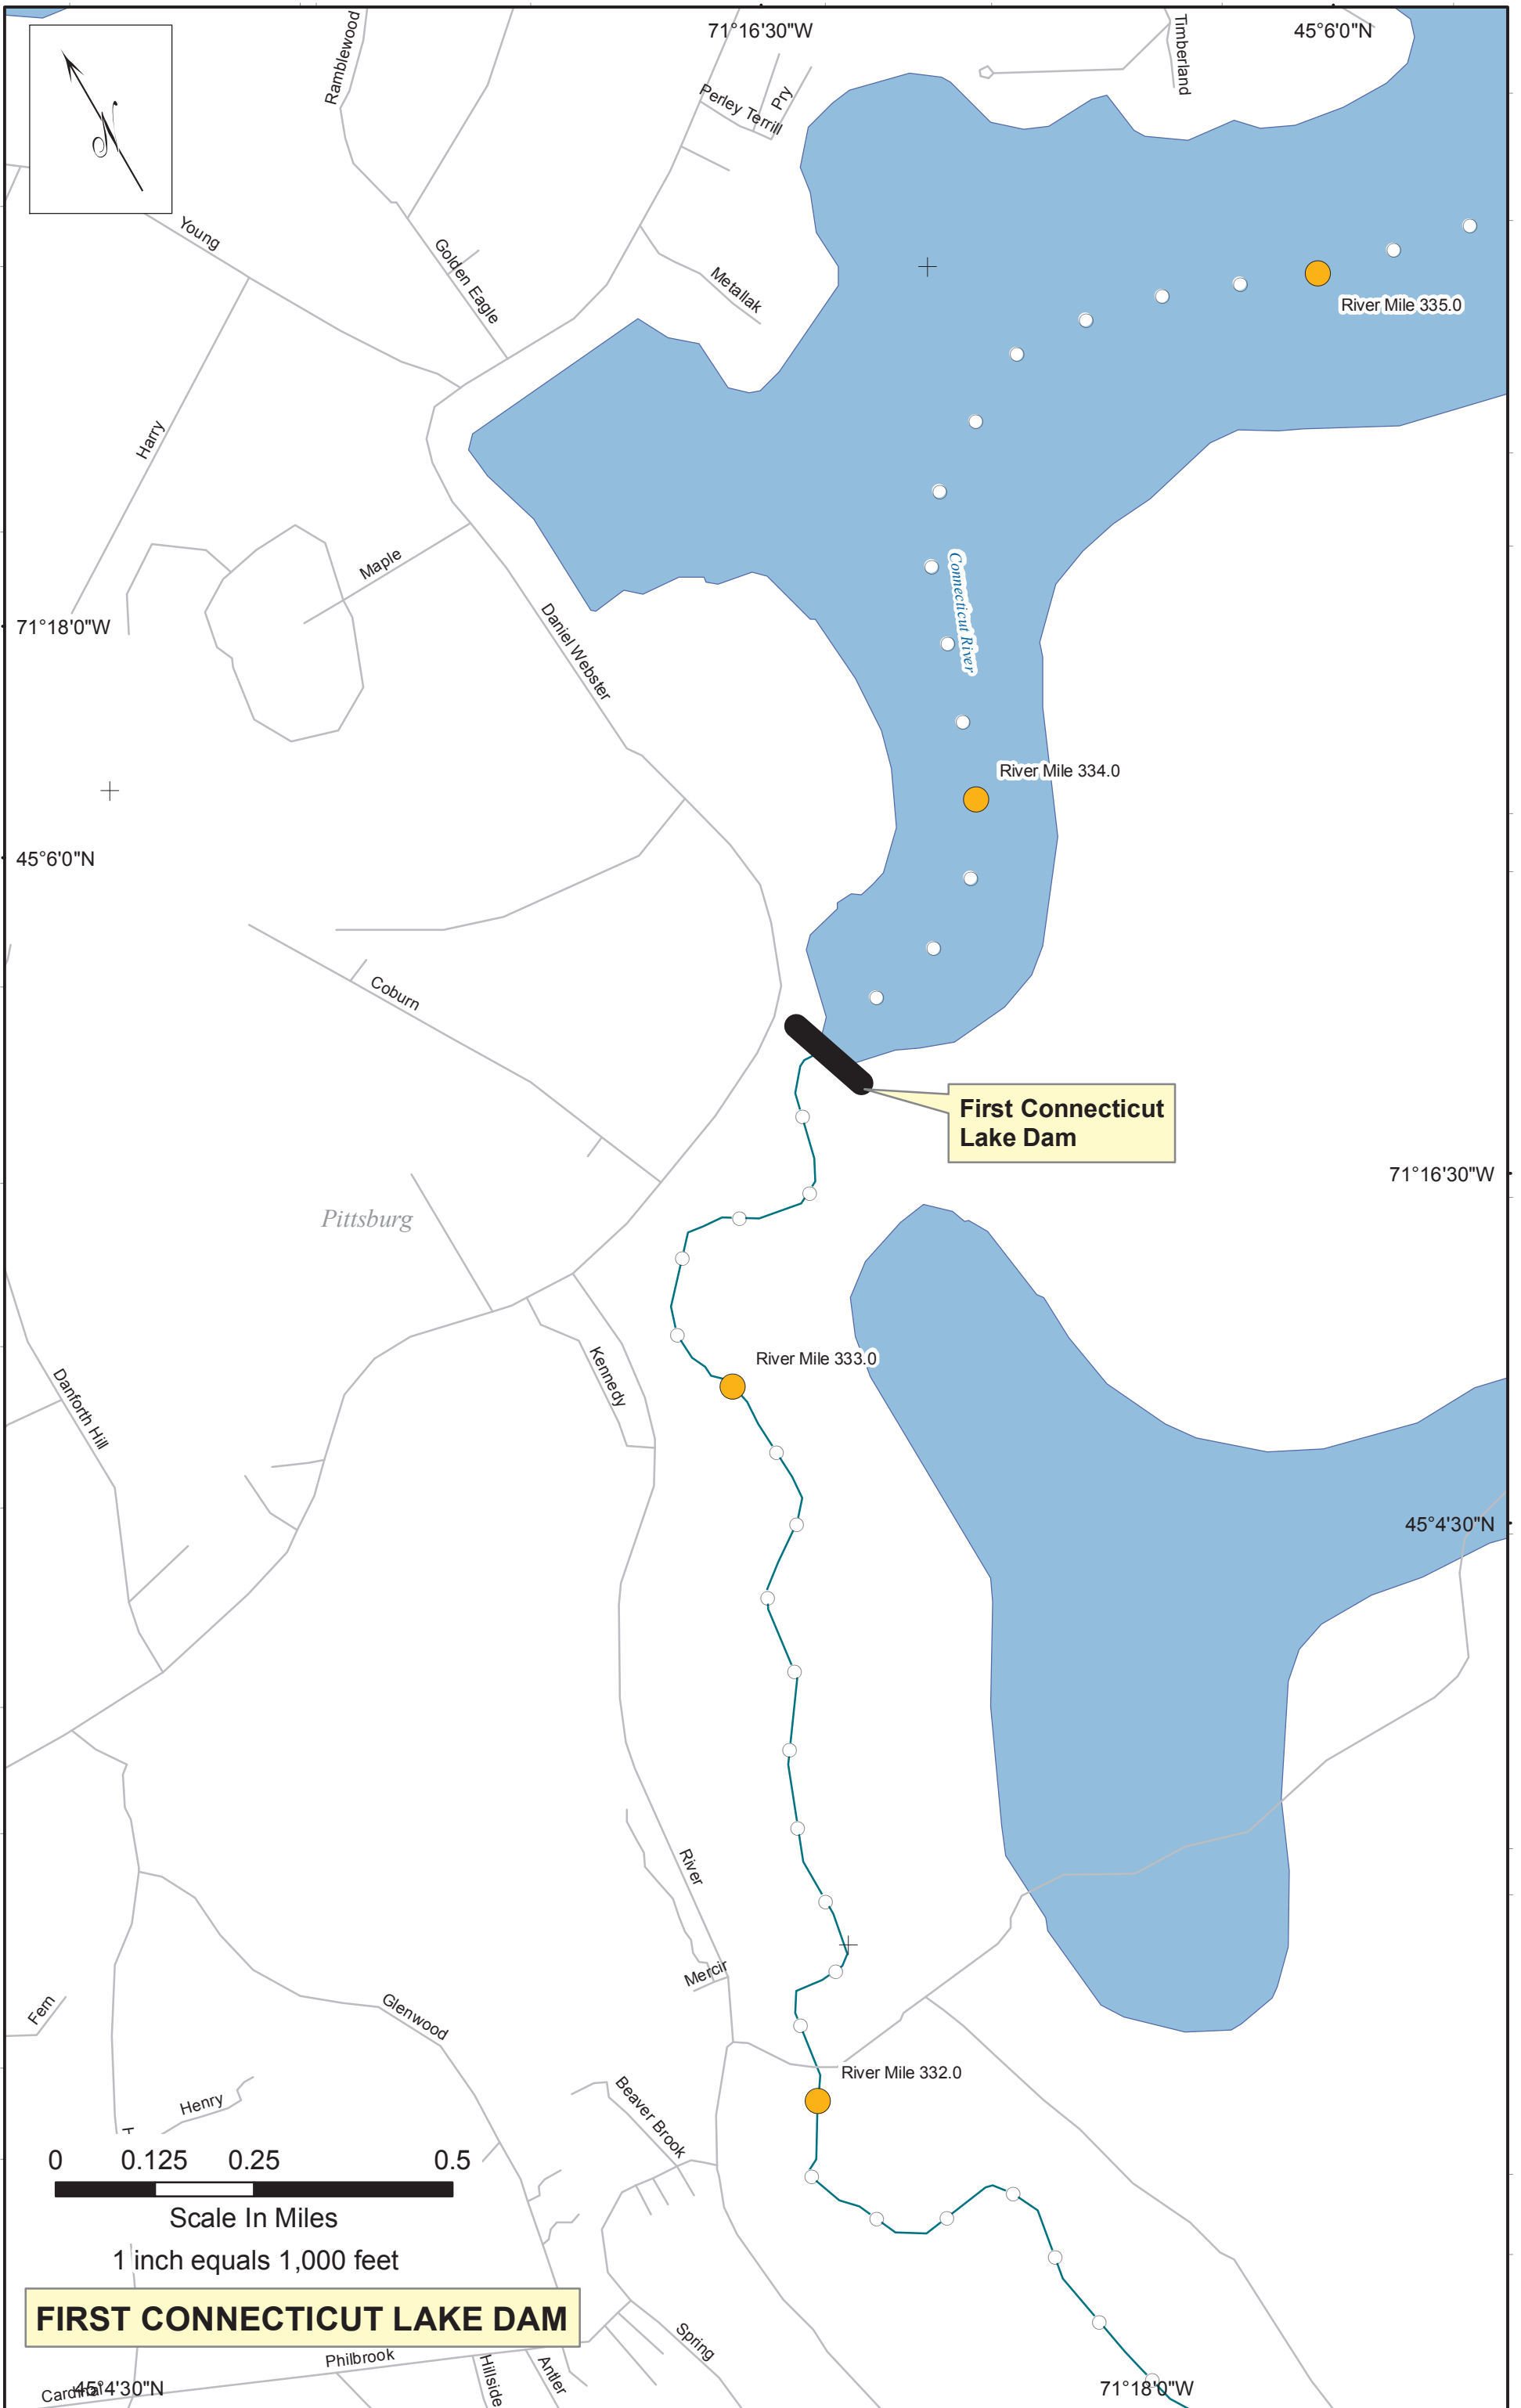 71°16'30"W
45°6'0"N
Ramblewood
Timberland
Perley Terrill
Pry
N
Young
Golden Eagle
Metallak
River Mile 335.0
Harry
Maple
Connecticut River
Daniel Webster
71°18'0"W
River Mile 334.0
45°6'0"N
Coburn
First Connecticut
Lake Dam
71°16'30"W
Pittsburg
River Mile 333.0
Kennedy
Danforth Hill
45°4'30"N
River
Mercir
Fern
Glenwood
River Mile 332.0
Henry
Beaver Brook
0 0.125 0.25 0.5
Scale In Miles
1 inch equals 1,000 feet
FIRST CONNECTICUT LAKE DAM
Spring
Philbrook
Hillside
Antler
45°4'30"N
71°18'0"W